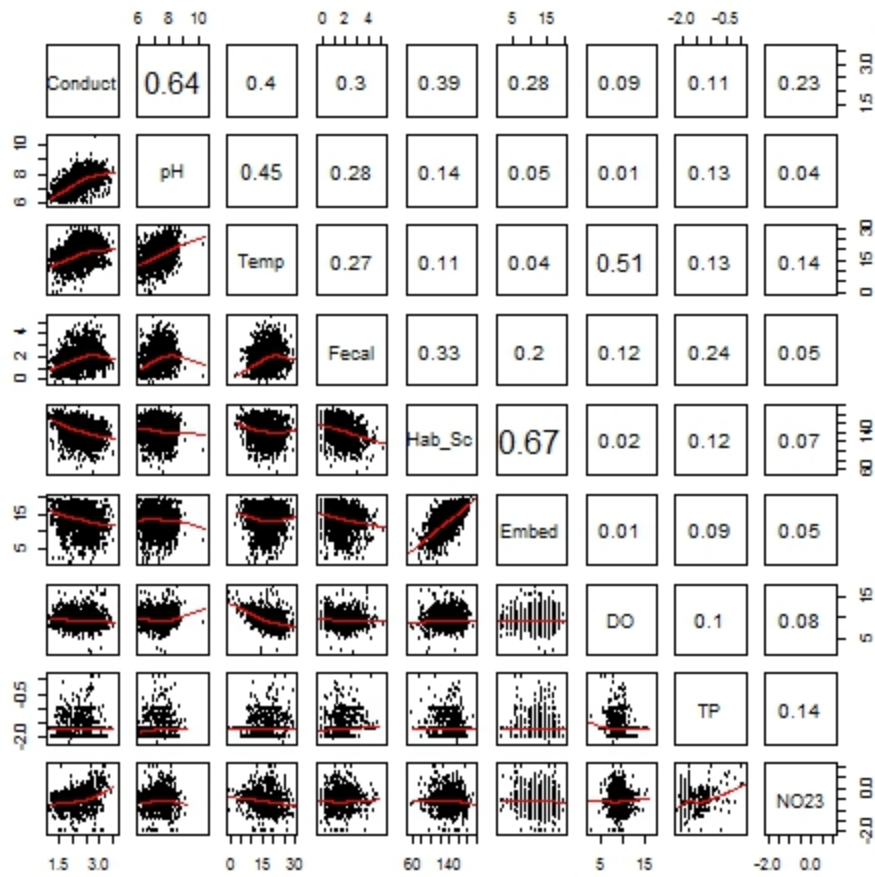 6 8 10 0 2 4 5 15 -2.0 -0.5
Conduct 0.64 0.4 0.3 0.39 0.28 0.09 0.11 0.23 1.5 3.0
6 8 10 pH 0.45 0.28 0.14 0.05 0.01 0.13 0.04
Temp 0.27 0.11 0.04 0.51 0.13 0.14 0 15 30
0 2 4 Fecal 0.33 0.2 0.12 0.24 0.05
Hab_Sc 0.67 0.02 0.12 0.07 60 140
5 15 Embed 0.01 0.09 0.05
DO 0.1 0.08 5 15
-2.0 -0.5 TP 0.14
NO23 -2.0 0.0
1.5 3.0 0 15 30 60 140 5 15 -2.0 0.0